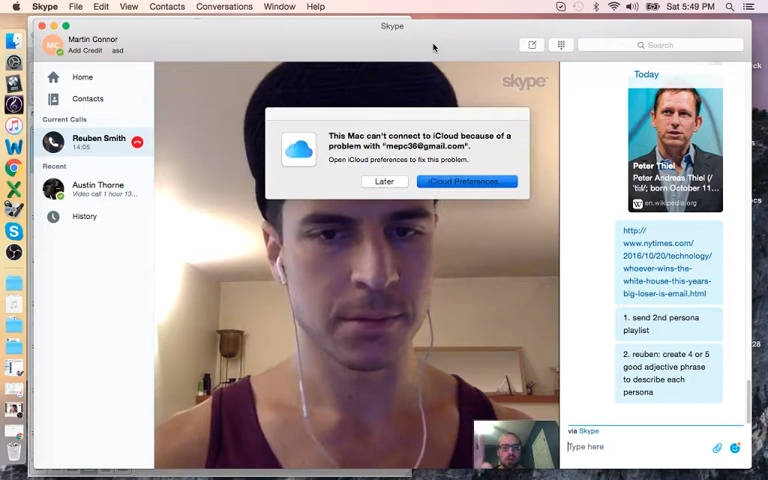 Skype File Edit View Contacts Conversations Window Help
Sat 5:49 PM
Skype
MC
Martin Connor
Add Credit asd
Search
Home
Contacts
Current Calls
Reuben Smith
14:05
Recent
Austin Thorne
Video call 1 hour 13...
History
skype
This Mac can't connect to iCloud because of a
problem with "mepc36@gmail.com".
Open iCloud preferences to fix this problem.
Later
iCloud Preferences...
Today
Peter Thiel
Peter Andreas Thiel (/
ˈtiːl/; born October 11...
W en.wikipedia.org
http://
www.nytimes.com/
2016/10/20/technology/
whoever-wins-the-
white-house-this-years-
big-loser-is-email.html
1. send 2nd persona
playlist
2. reuben: create 4 or 5
good adjective phrase
to describe each
persona
via Skype
Type here